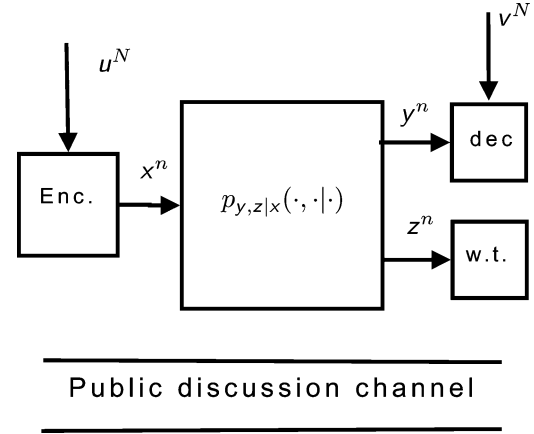 v^N
u^N
y^n
dec
x^n
Enc.
p_{y,z|x}(·,·|·)
z^n
w.t.
Public discussion channel